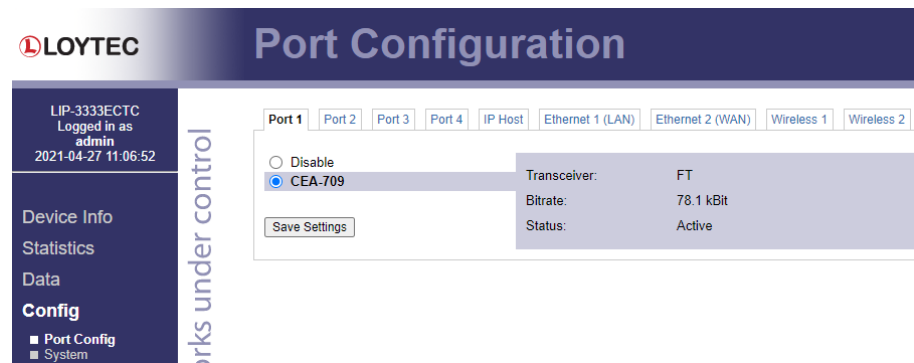 LOYTEC
Port Configuration
LIP-3333ECTC
Logged in as
admin
2021-04-27 11:06:52
Device Info
Statistics
Data
Config
Port Config
System
rks under control
Port 1 Port 2 Port 3 Port 4 IP Host Ethernet 1 (LAN) Ethernet 2 (WAN) Wireless 1 Wireless 2
Disable
CEA-709
Save Settings
Transceiver: FT
Bitrate: 78.1 kBit
Status: Active